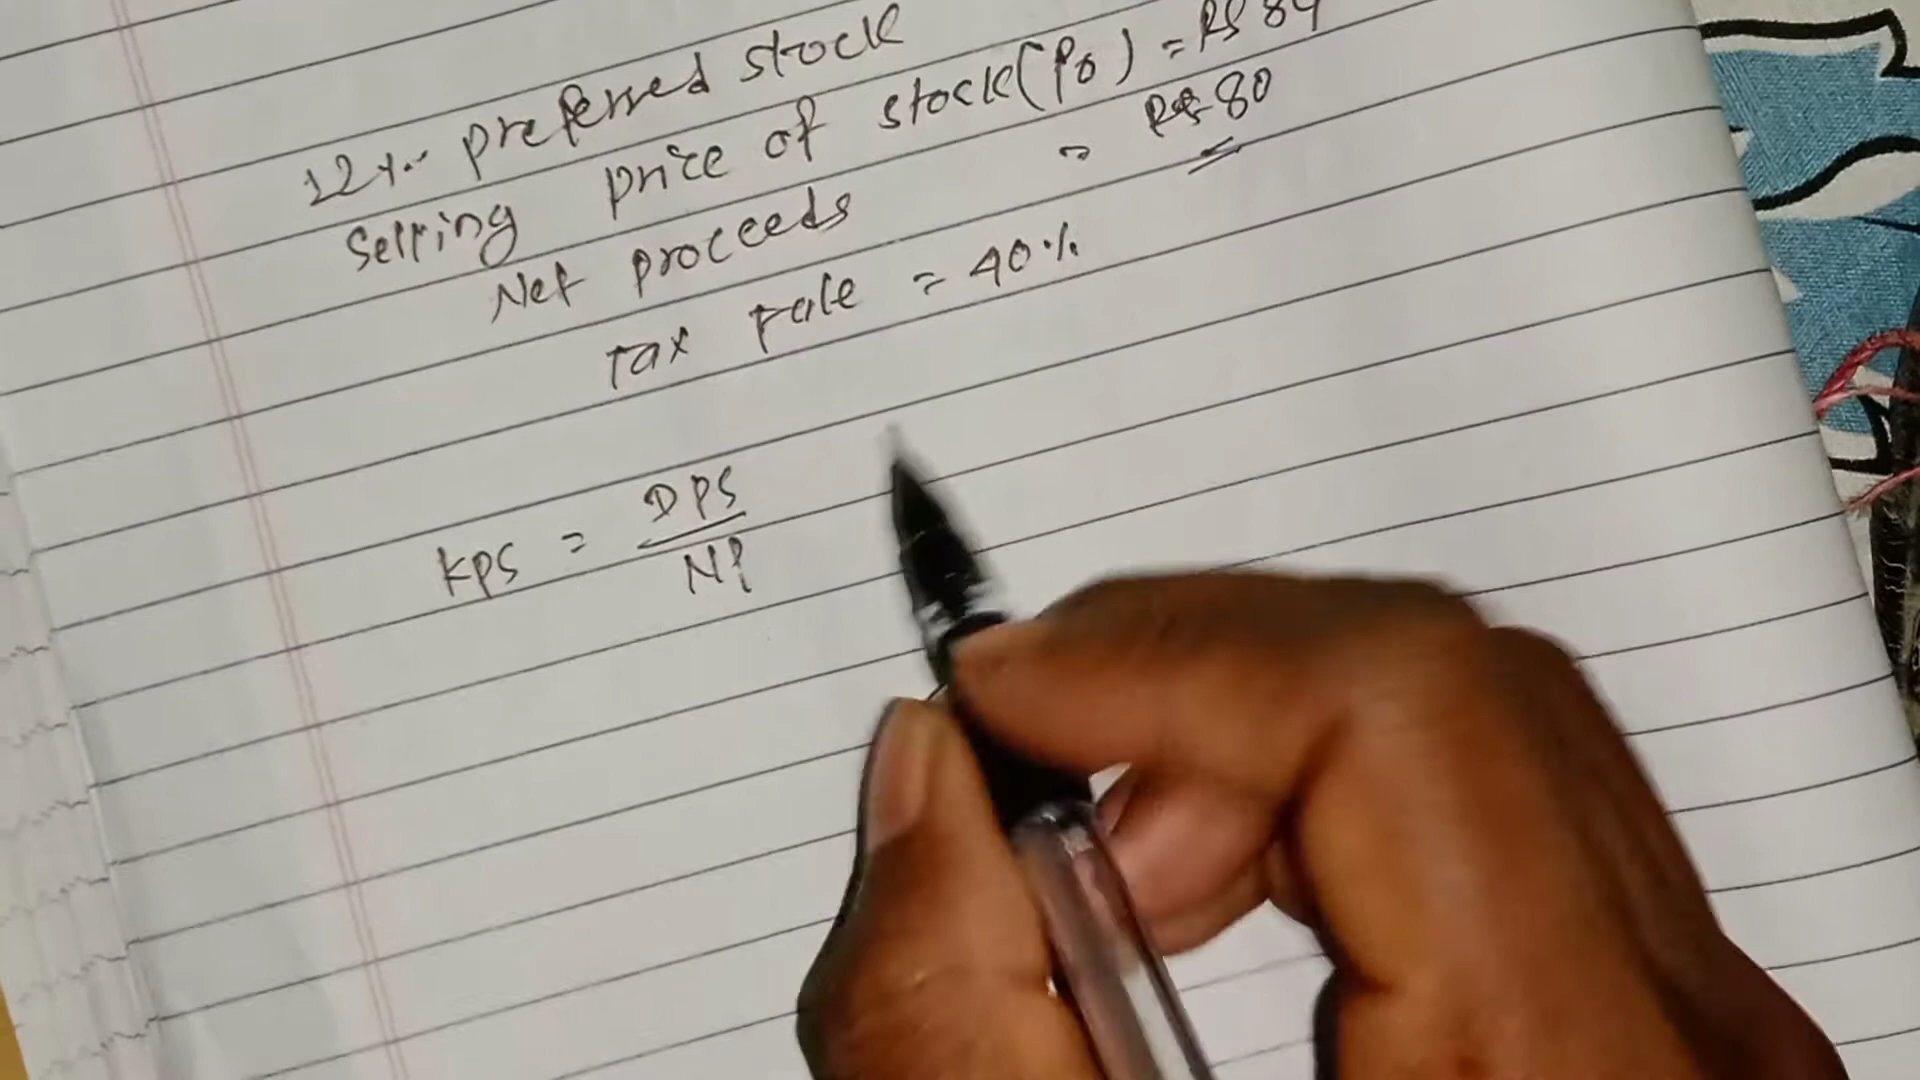 12% preferred stock
Selling price of stock (P0) = RS 84
Net proceeds = Rs 80
Tax rate = 40%
KPS = DPS
NP